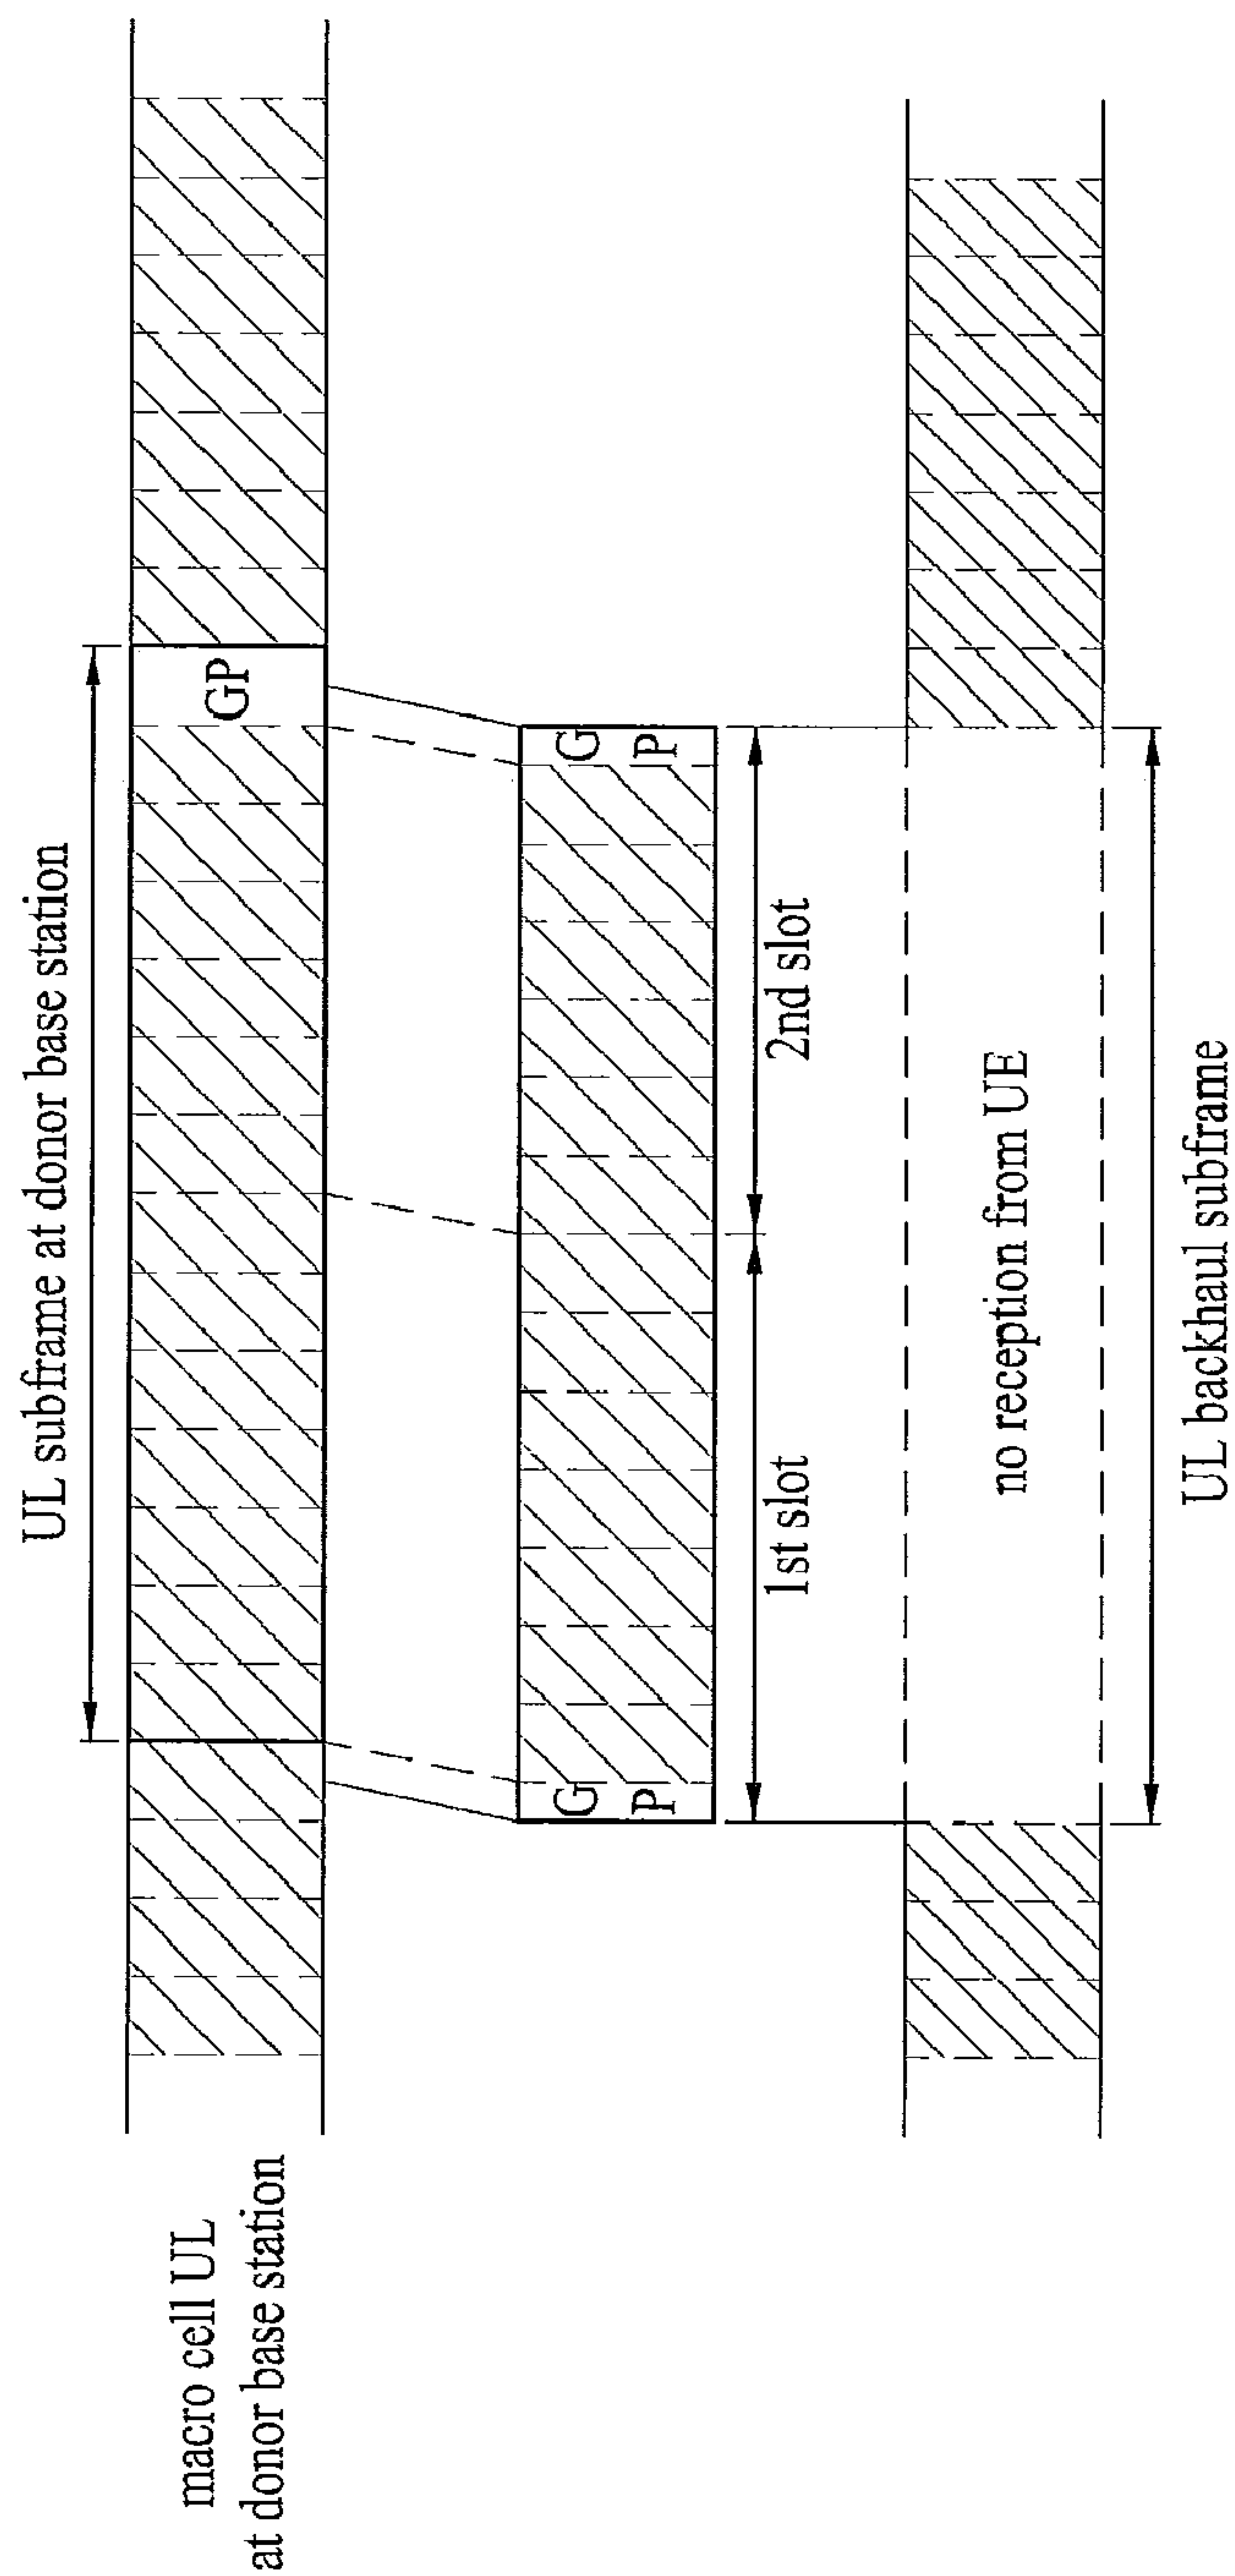 UL subframe at donor base station
macro cell UL
at donor base station
GP
G
P
G
P
1st slot
2nd slot
no reception from UE
UL backhaul subframe